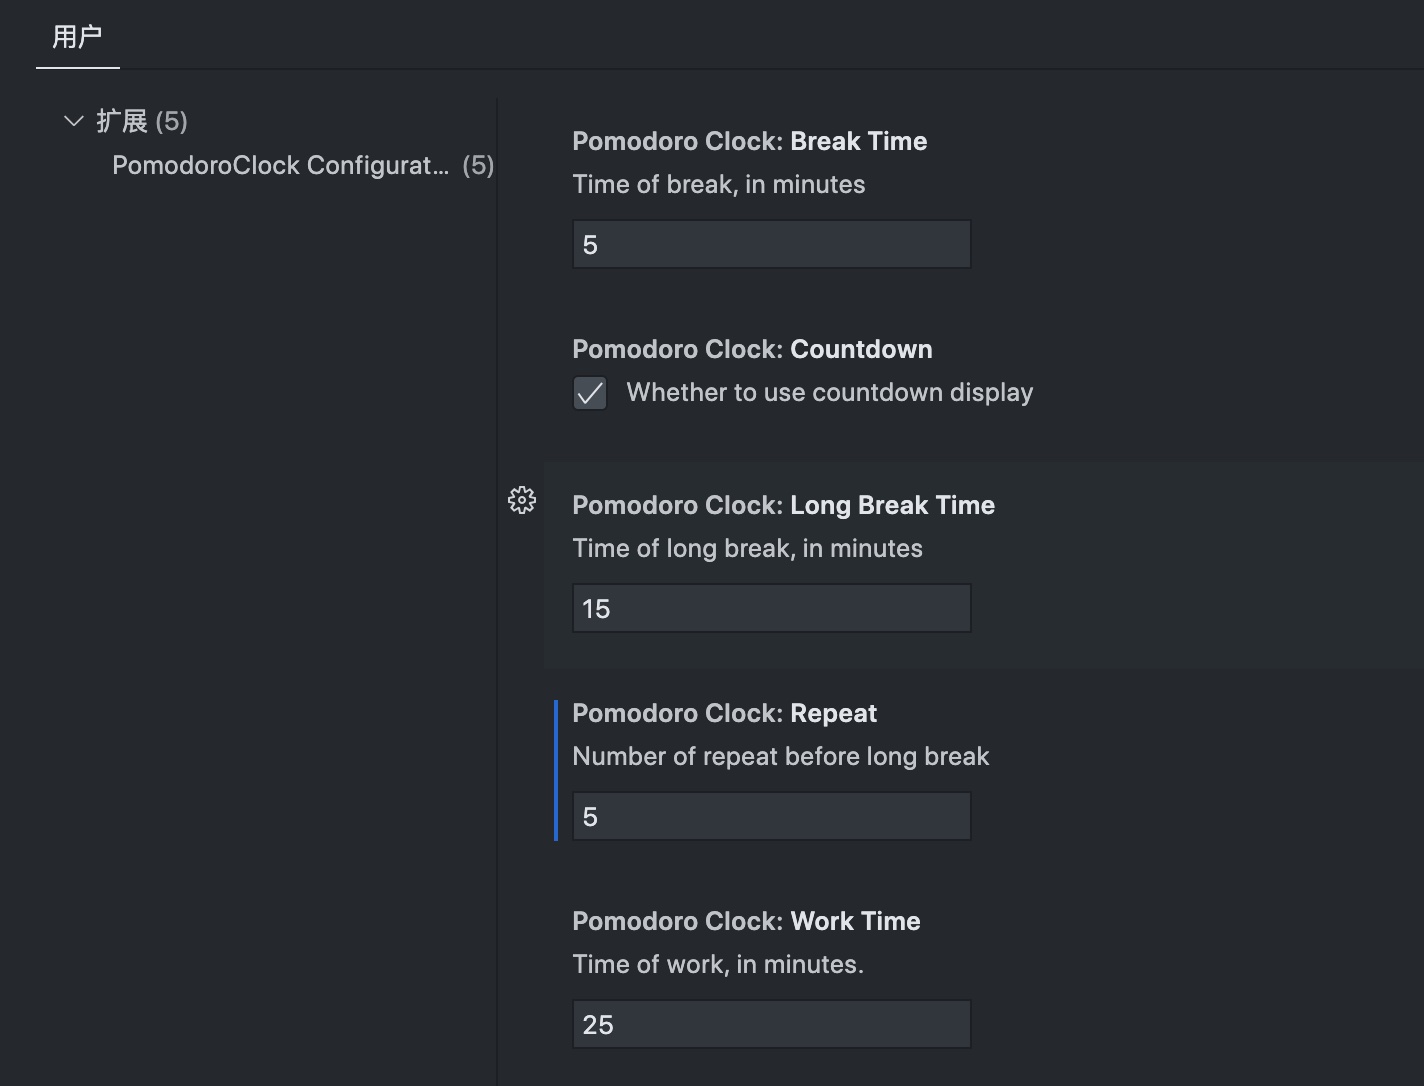 用户
扩展 (5)
PomodoroClock Configurat... (5)
Pomodoro Clock: Break Time
Time of break, in minutes
5
Pomodoro Clock: Countdown
Whether to use countdown display
Pomodoro Clock: Long Break Time
Time of long break, in minutes
15
Pomodoro Clock: Repeat
Number of repeat before long break
5
Pomodoro Clock: Work Time
Time of work, in minutes.
25